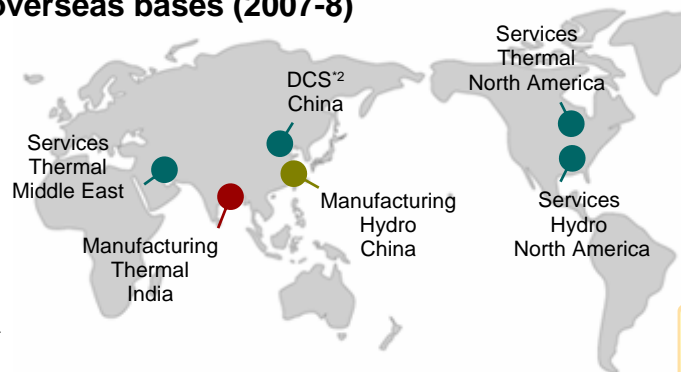 overseas bases (2007-8)
Services
Thermal
North America
DCS*2
China
Services
Thermal
Middle East
Manufacturing
Hydro
China
Services
Hydro
North America
Manufacturing
Thermal
India